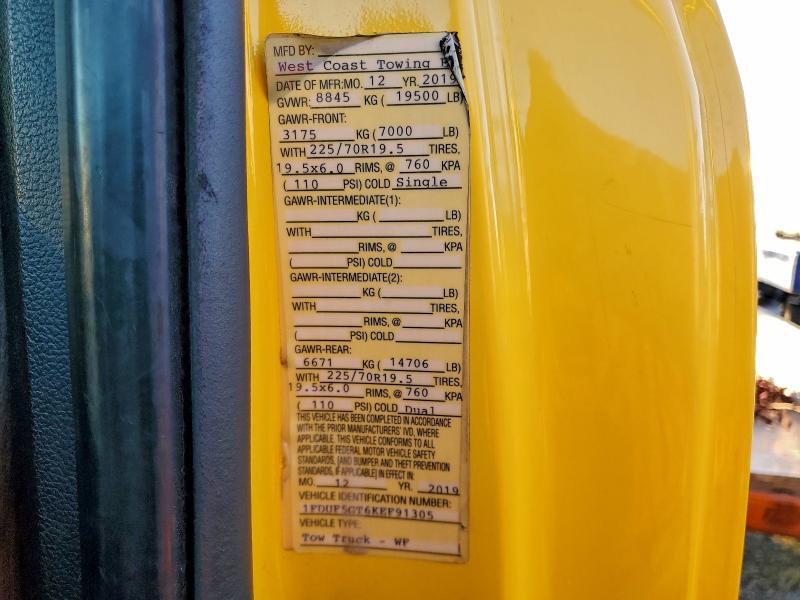 MFD BY:
West Coast Towing
DATE OF MFR: MO. 12 YR. 2019
GVWR: 8845 KG ( 19500 LB)
GAWR-FRONT:
3175 KG ( 7000 LB)
WITH 225/70R19.5 TIRES,
19.5x6.0 RIMS, @ 760 KPA
( 110 PSI) COLD Single
GAWR-INTERMEDIATE(1):
KG ( LB)
WITH TIRES,
RIMS, @ KPA
( PSI) COLD
GAWR-INTERMEDIATE(2):
KG ( LB)
WITH TIRES,
RIMS, @ KPA
( PSI) COLD
GAWR-REAR:
6671 KG ( 14706 LB)
WITH 225/70R19.5 TIRES,
19.5x6.0 RIMS, @ 760 KPA
( 110 PSI) COLD Dual
THIS VEHICLE HAS BEEN COMPLETED IN ACCORDANCE
WITH THE PRIOR MANUFACTURERS' IVD, WHERE
APPLICABLE. THIS VEHICLE CONFORMS TO ALL
APPLICABLE FEDERAL MOTOR VEHICLE SAFETY
STANDARDS, [AND BUMPER AND THEFT PREVENTION
STANDARDS, IF APPLICABLE] IN EFFECT IN:
MO. 12 YR. 2019
VEHICLE IDENTIFICATION NUMBER:
1FDUF5GT6KEF91305
VEHICLE TYPE:
Tow Truck - WF